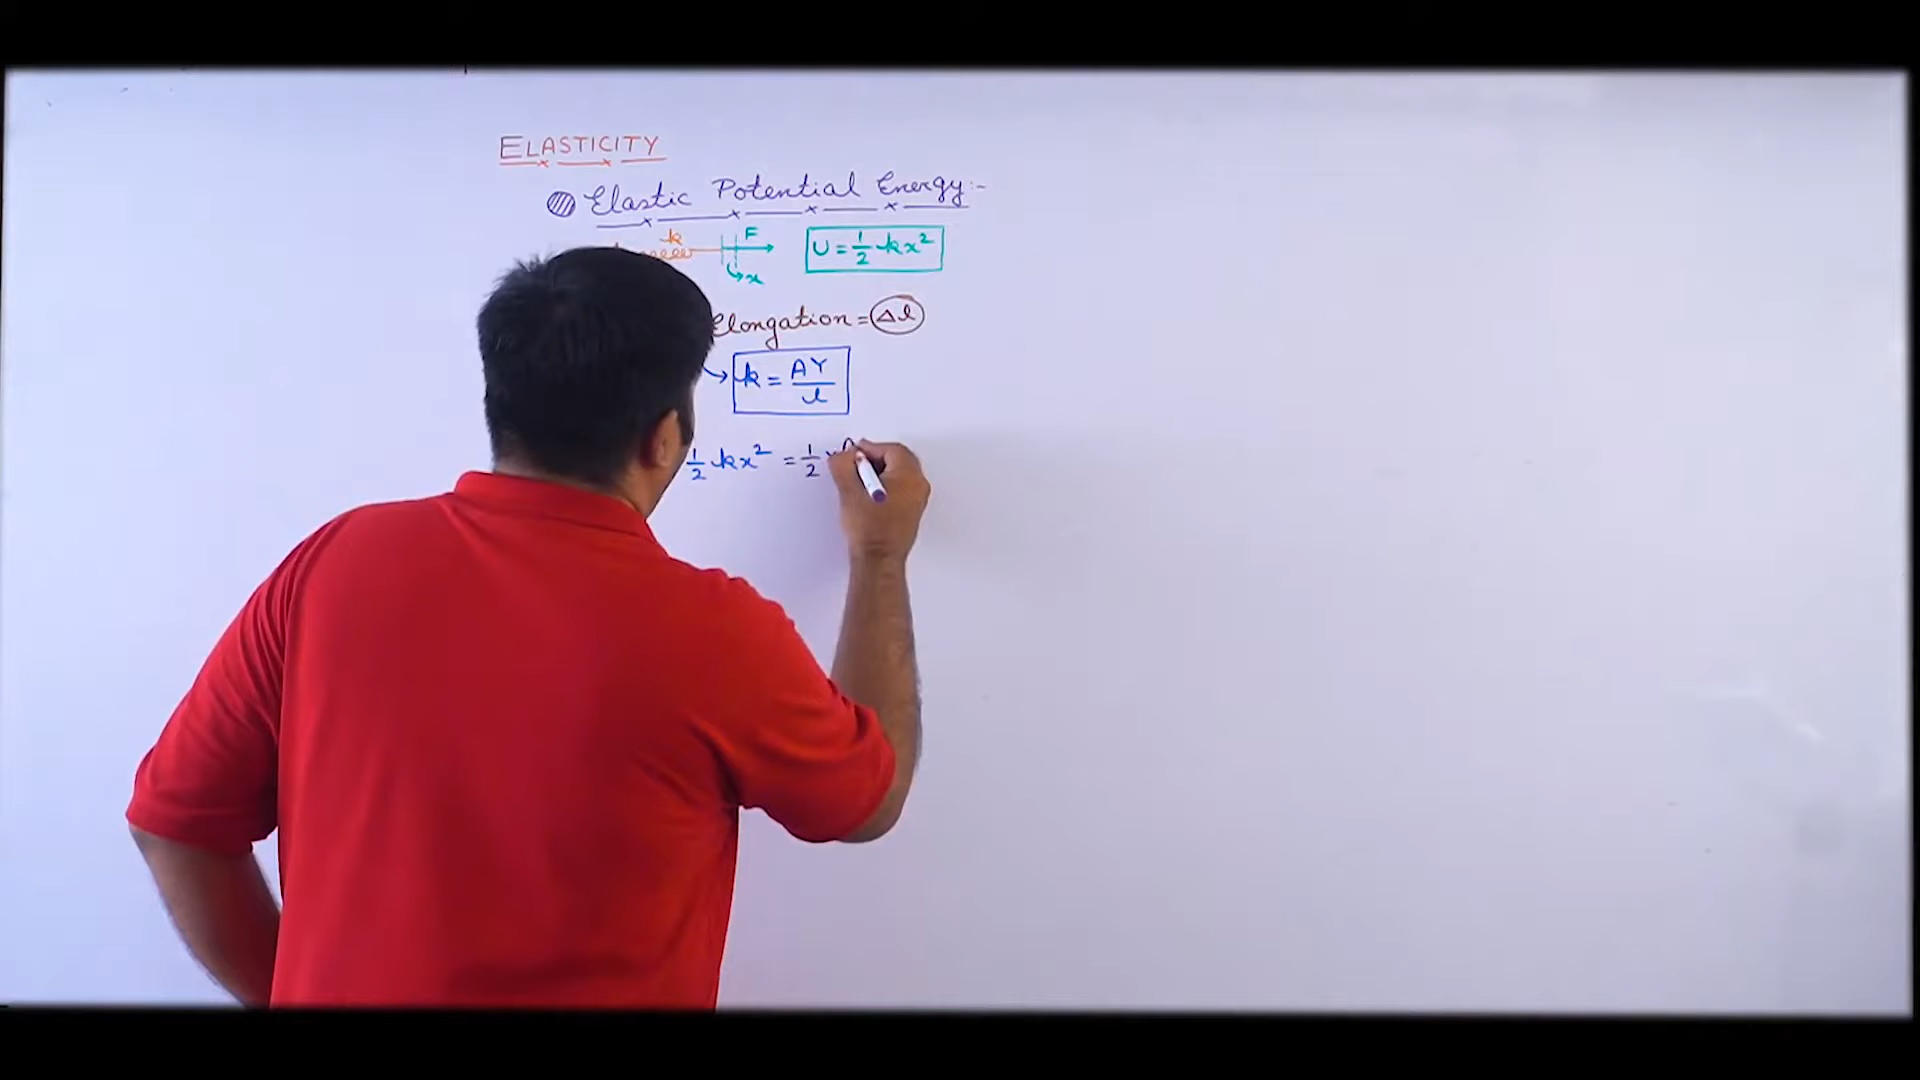 ELASTICITY
Elastic Potential Energy:-
k F U = 1/2 kx²
x
Elongation = Δl
k = AY/l
1/2 kx² = 1/2 ×